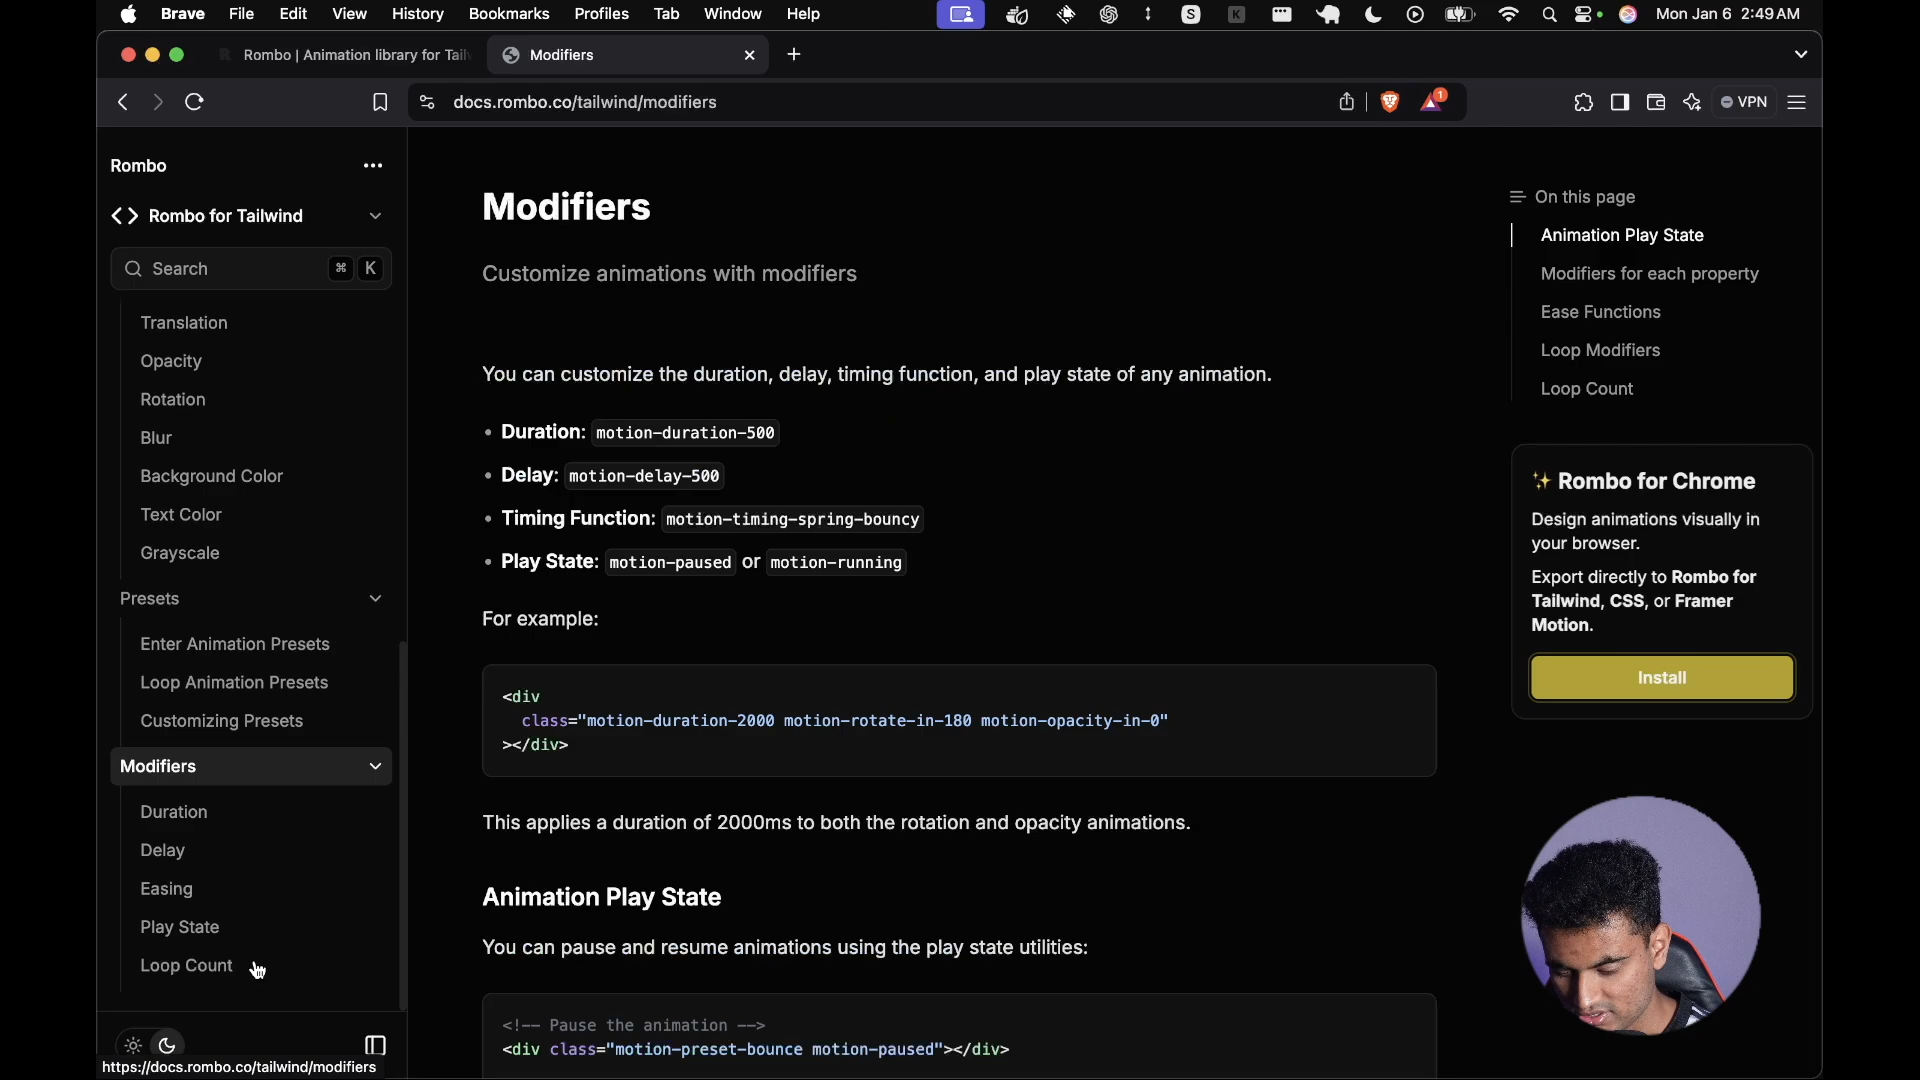 Brave File Edit View History Bookmarks Profiles Tab Window Help
Mon Jan 6 2:49 AM
Rombo | Animation library for Tail
Modifiers
docs.rombo.co/tailwind/modifiers
1
VPN
Rombo
Rombo for Tailwind
Search ⌘ K
Translation
Opacity
Rotation
Blur
Background Color
Text Color
Grayscale
Presets
Enter Animation Presets
Loop Animation Presets
Customizing Presets
Modifiers
Duration
Delay
Easing
Play State
Loop Count
https://docs.rombo.co/tailwind/modifiers
Modifiers
Customize animations with modifiers
You can customize the duration, delay, timing function, and play state of any animation.
• Duration: motion-duration-500
• Delay: motion-delay-500
• Timing Function: motion-timing-spring-bouncy
• Play State: motion-paused or motion-running
For example:
<div
class="motion-duration-2000 motion-rotate-in-180 motion-opacity-in-0"
></div>
This applies a duration of 2000ms to both the rotation and opacity animations.
Animation Play State
You can pause and resume animations using the play state utilities:
<!-- Pause the animation -->
<div class="motion-preset-bounce motion-paused"></div>
On this page
Animation Play State
Modifiers for each property
Ease Functions
Loop Modifiers
Loop Count
✨ Rombo for Chrome
Design animations visually in
your browser.
Export directly to Rombo for
Tailwind, CSS, or Framer
Motion.
Install